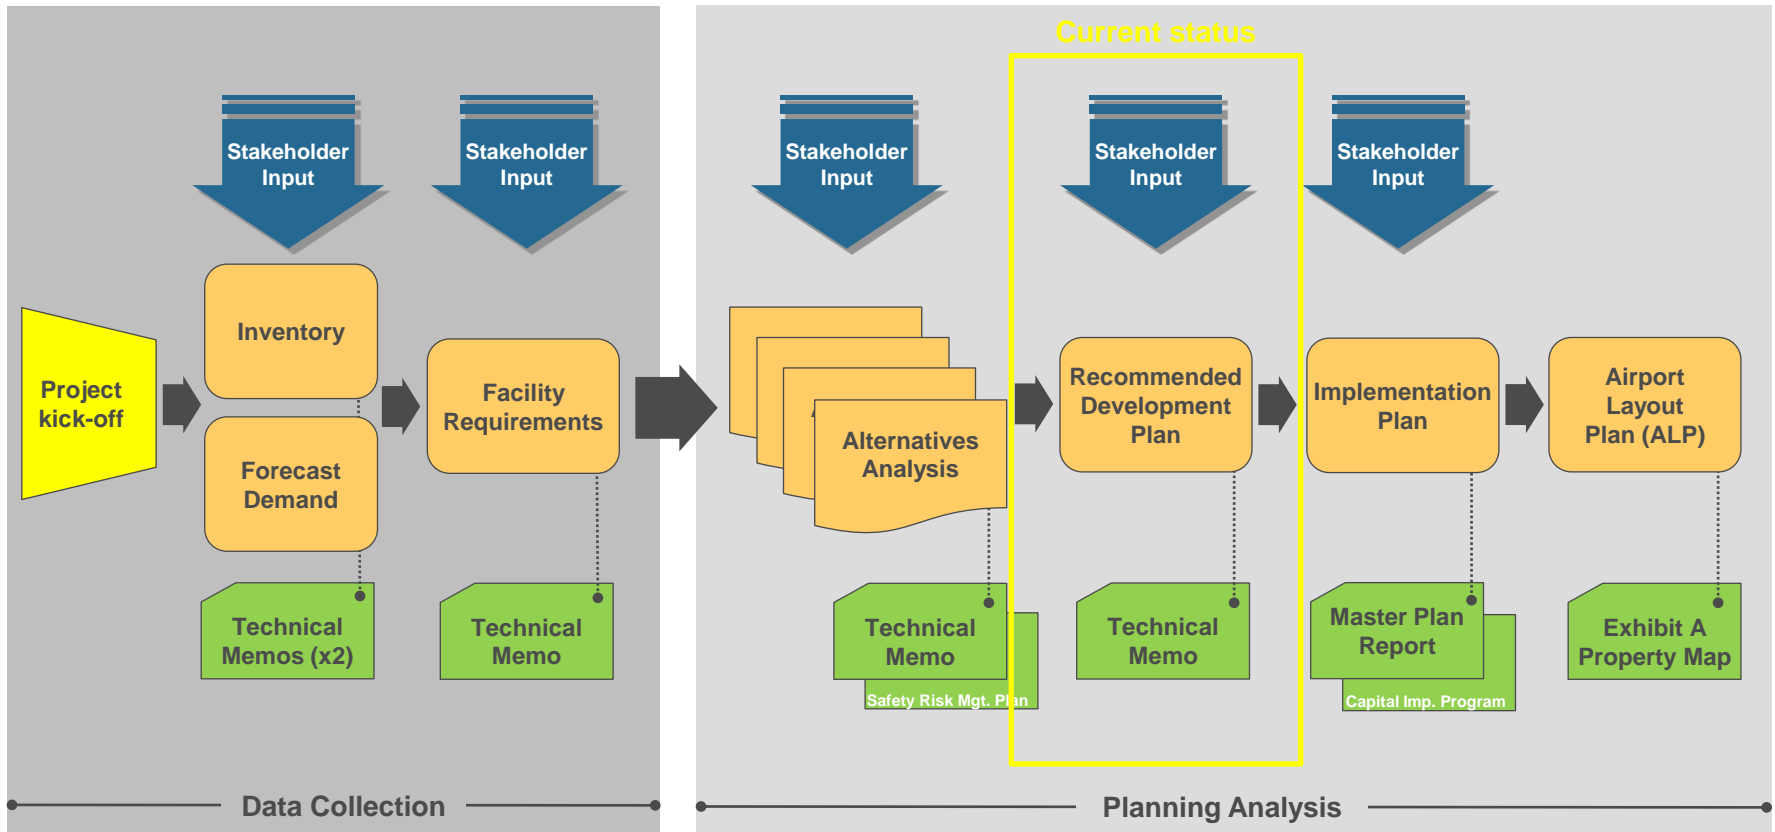 Current status
Stakeholder
Input
Stakeholder
Input
Stakeholder
Input
Stakeholder
Input
Stakeholder
Input
Project
kick-off
Inventory
Forecast
Demand
Facility
Requirements
Alternatives
Analysis
Recommended
Development
Plan
Implementation
Plan
Airport
Layout
Plan (ALP)
Technical
Memos (x2)
Technical
Memo
Technical
Memo
Safety Risk Mgt. Plan
Technical
Memo
Master Plan
Report
Capital Imp. Program
Exhibit A
Property Map
Data Collection
Planning Analysis